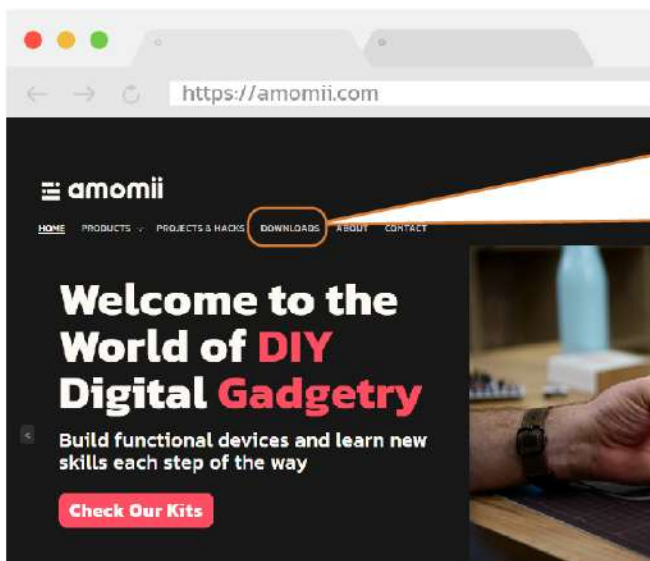 https://amomii.com
amomii
HOME PRODUCTS PROJECTS & HACKS DOWNLOADS ABOUT CONTACT
Welcome to the
World of DIY
Digital Gadgetry
Build functional devices and learn new
skills each step of the way
Check Our Kits